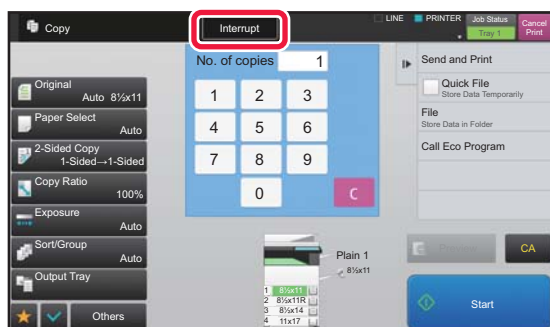 Copy
Interrupt
LINE
PRINTER
Job Status
Tray 1
Cancel
Print
No. of copies 1
1 2 3
4 5 6
7 8 9
0 C
Original
Auto 8½x11
Paper Select
Auto
2-Sided Copy
1-Sided→1-Sided
Copy Ratio
100%
Exposure
Auto
Sort/Group
Auto
Output Tray
Others
Plain 1
8½x11
1 8½x11
2 8½x11R
3 8½x14
4 11x17
Send and Print
Quick File
Store Data Temporarily
File
Store Data in Folder
Call Eco Program
Preview
CA
Start